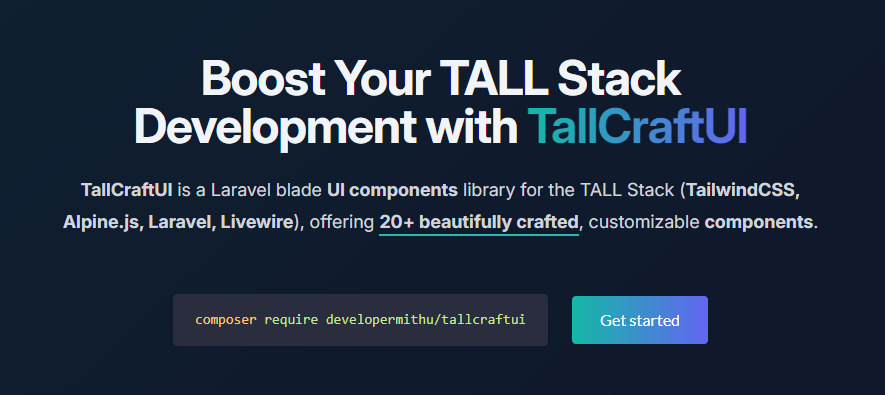 Boost Your TALL Stack
Development with TallCraftUI
TallCraftUI is a Laravel blade UI components library for the TALL Stack (TailwindCSS,
Alpine.js, Laravel, Livewire), offering 20+ beautifully crafted, customizable components.
composer require developermithu/tallcraftui
Get started